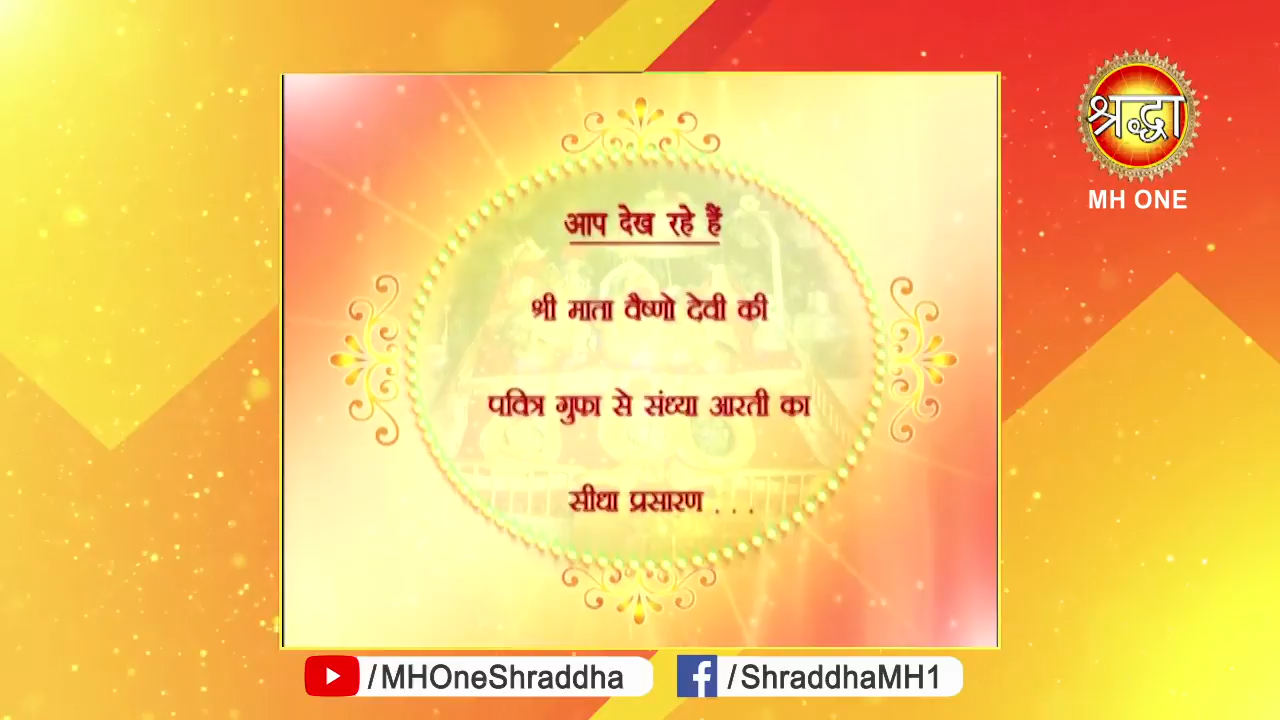 श्रद्धा
MH ONE
आप देख रहे हैं
श्री माता वैष्णो देवी की
पवित्र गुफा से संध्या आरती का
सीधा प्रसारण . . .
/MHOneShraddha
/ShraddhaMH1